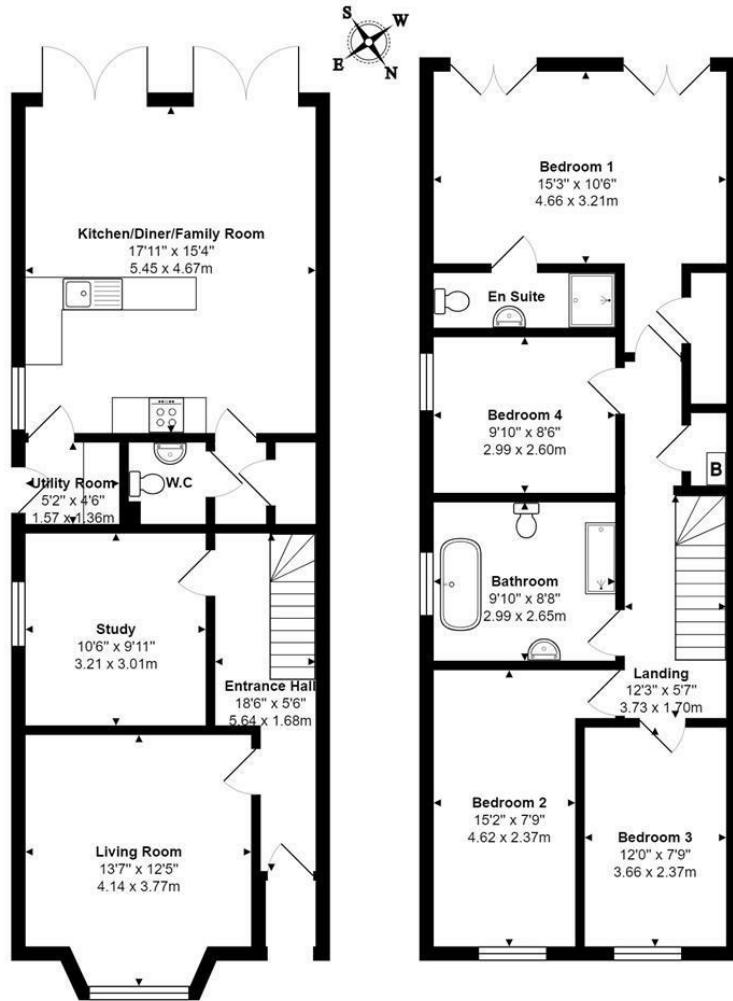 S
W
E
N
Kitchen/Diner/Family Room
17'11" x 15'4"
5.45 x 4.67m
Utility Room
5'2" x 4'6"
1.57 x 1.36m
W.C
Study
10'6" x 9'11"
3.21 x 3.01m
Entrance Hall
18'6" x 5'6"
5.64 x 1.68m
Living Room
13'7" x 12'5"
4.14 x 3.77m
Bedroom 1
15'3" x 10'6"
4.66 x 3.21m
En Suite
Bedroom 4
9'10" x 8'6"
2.99 x 2.60m
B
Bathroom
9'10" x 8'8"
2.99 x 2.65m
Landing
12'3" x 5'7"
3.73 x 1.70m
Bedroom 2
15'2" x 7'9"
4.62 x 2.37m
Bedroom 3
12'0" x 7'9"
3.66 x 2.37m